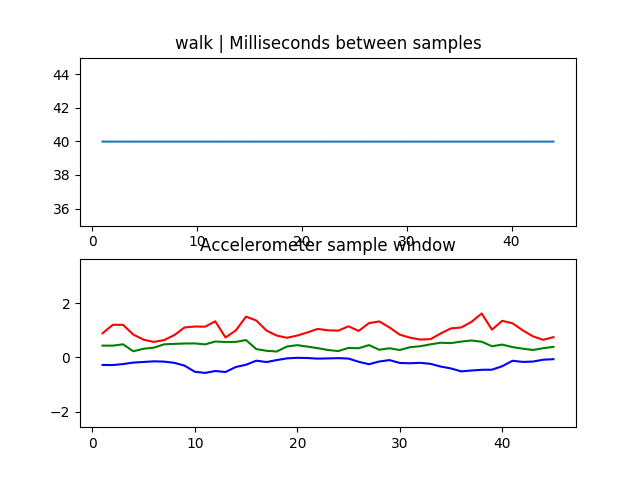 walk | Milliseconds between samples
44
42
40
38
36
0 10 20 30 40
Accelerometer sample window
2
0
−2
0 10 20 30 40